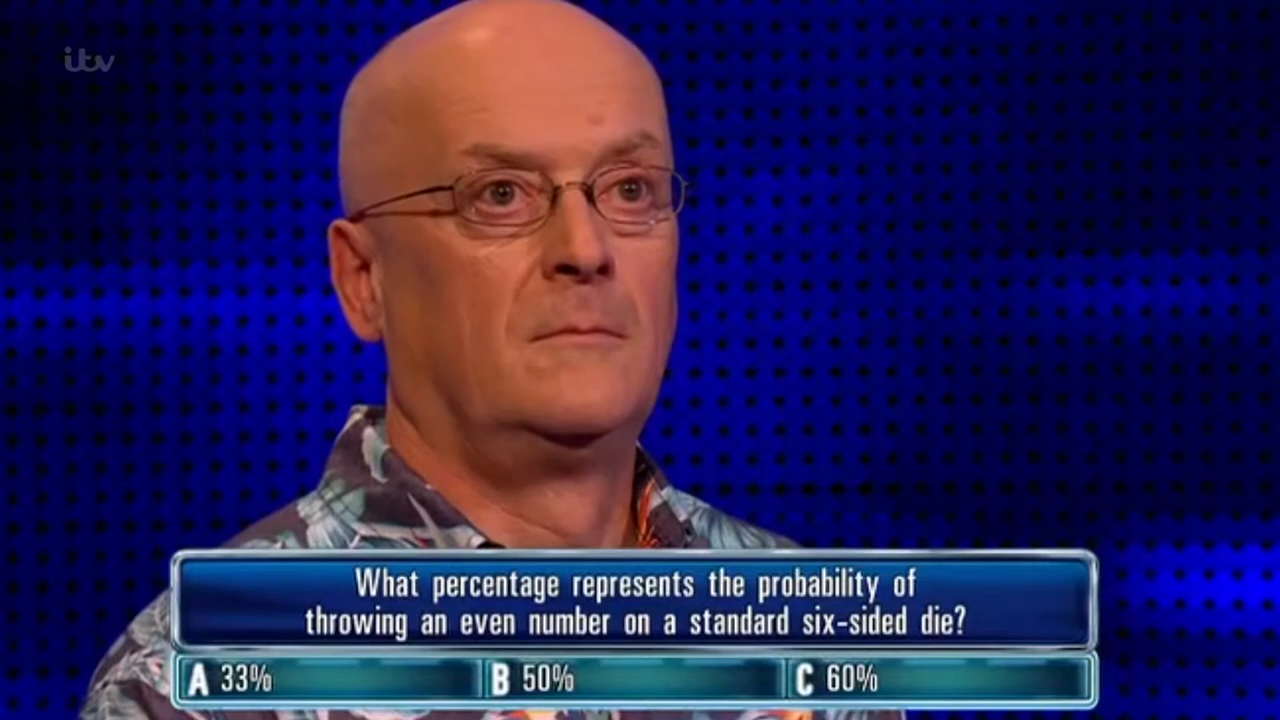 itv
What percentage represents the probability of
throwing an even number on a standard six-sided die?
A 33% B 50% C 60%